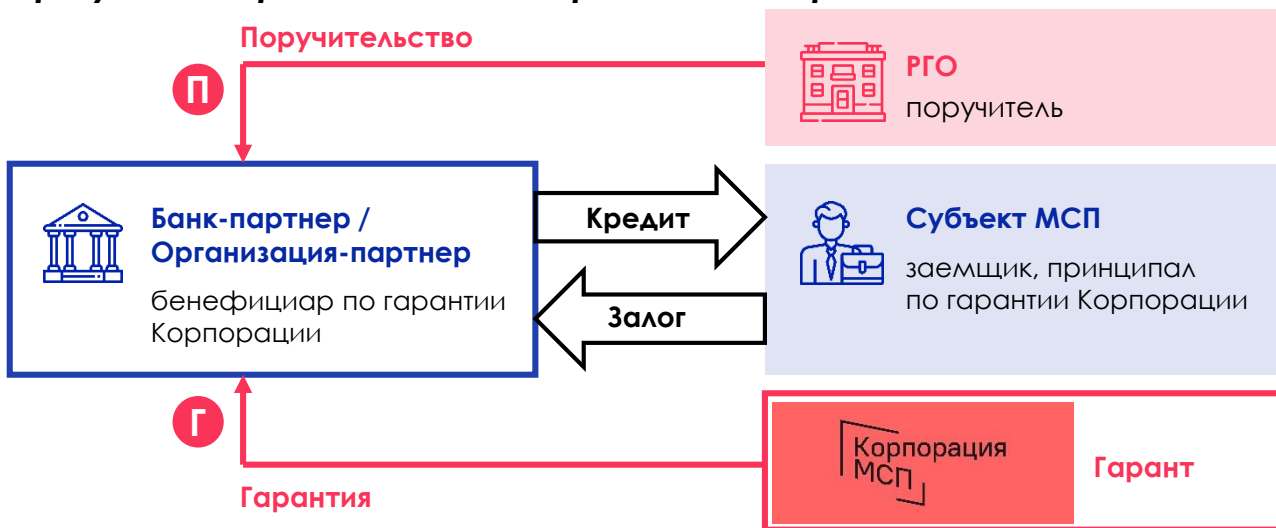 Поручительство
П
РГО
поручитель
Банк-партнер /
Организация-партнер
бенефициар по гарантии
Корпорации
Кредит
Залог
Субъект МСП
заемщик, принципал
по гарантии Корпорации
Г
Гарантия
Корпорация
МСП
Гарант